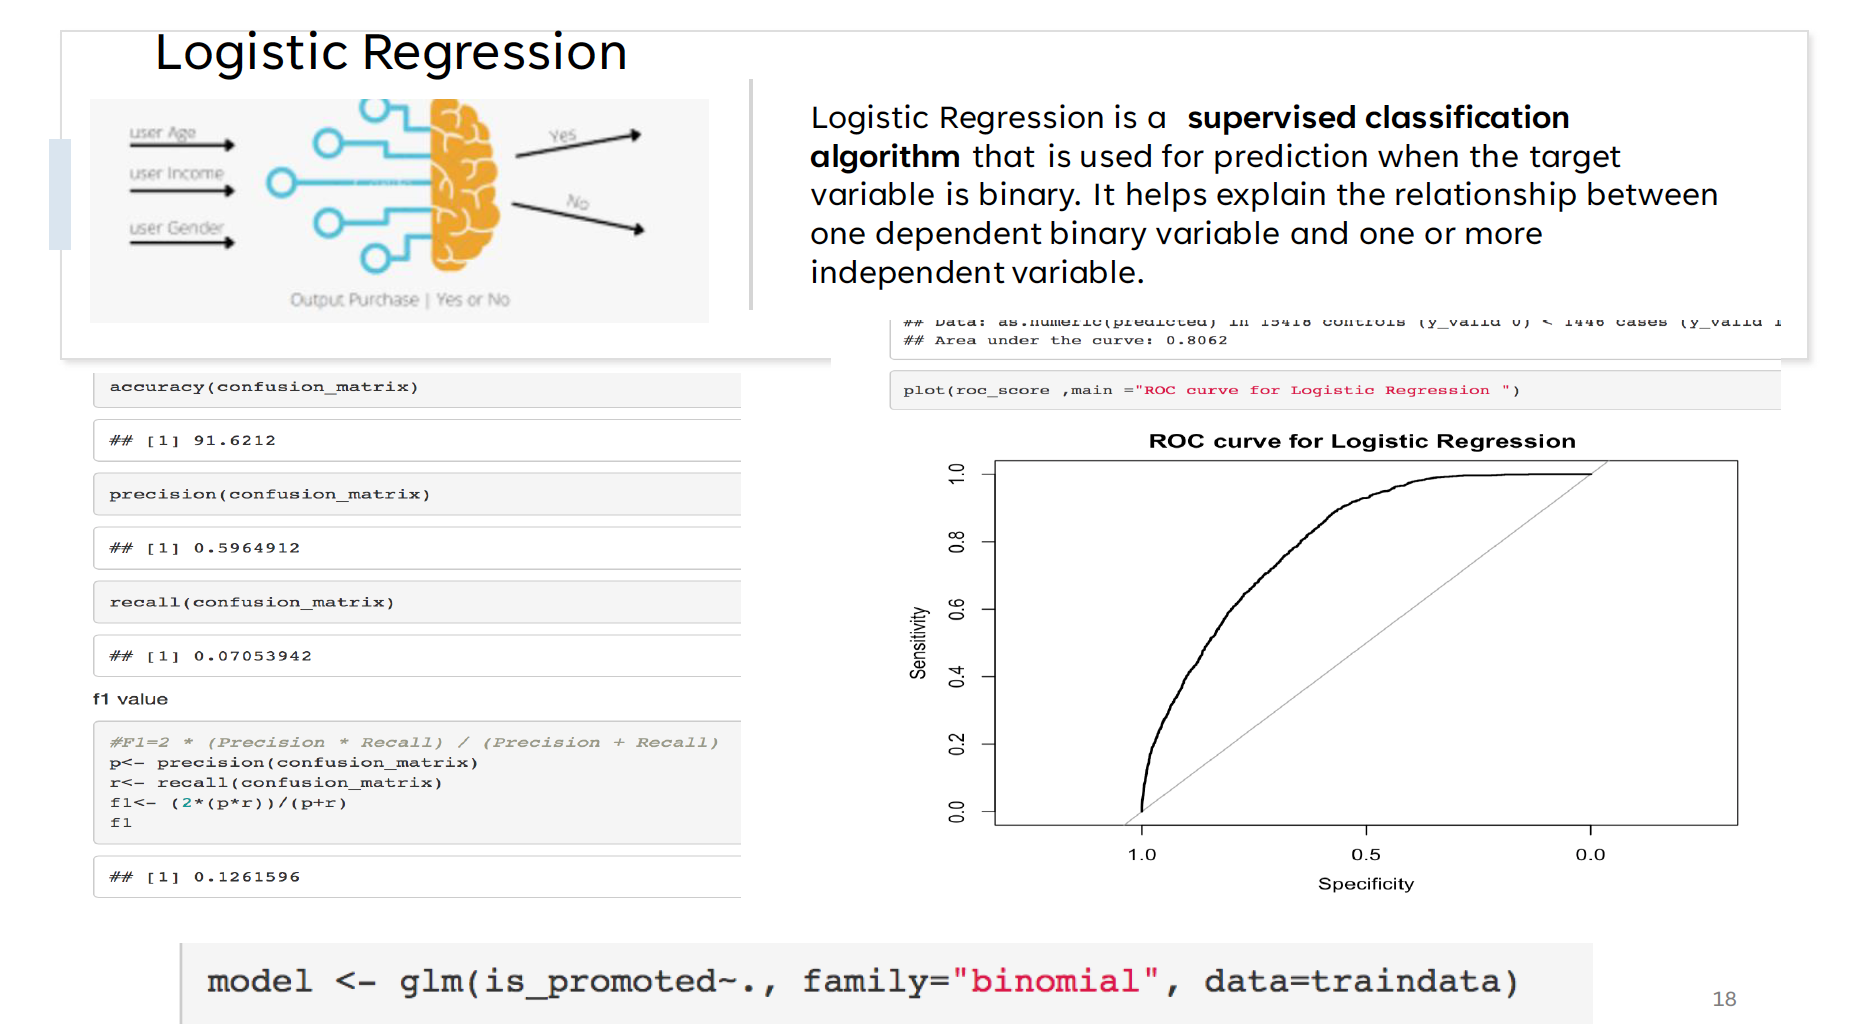 Logistic Regression
user Age
user Income
user Gender
Yes
No
Output Purchase | Yes or No
Logistic Regression is a supervised classification
algorithm that is used for prediction when the target
variable is binary. It helps explain the relationship between
one dependent binary variable and one or more
independent variable.
accuracy(confusion_matrix)
## [1] 91.6212
precision(confusion_matrix)
## [1] 0.5964912
recall(confusion_matrix)
## [1] 0.07053942
f1 value
#F1=2 * (Precision * Recall) / (Precision + Recall)
p<- precision(confusion_matrix)
r<- recall(confusion_matrix)
f1<- (2*(p*r))/(p+r)
f1
## [1] 0.1261596
## Data: as.numeric(predicted) in 15418 controls (y_valid 0) < 1446 cases (y_valid 1
## Area under the curve: 0.8062
plot(roc_score ,main ="ROC curve for Logistic Regression ")
ROC curve for Logistic Regression
Sensitivity
1.0
0.8
0.6
0.4
0.2
0.0
1.0 0.5 0.0
Specificity
model <- glm(is_promoted~., family="binomial", data=traindata)
18